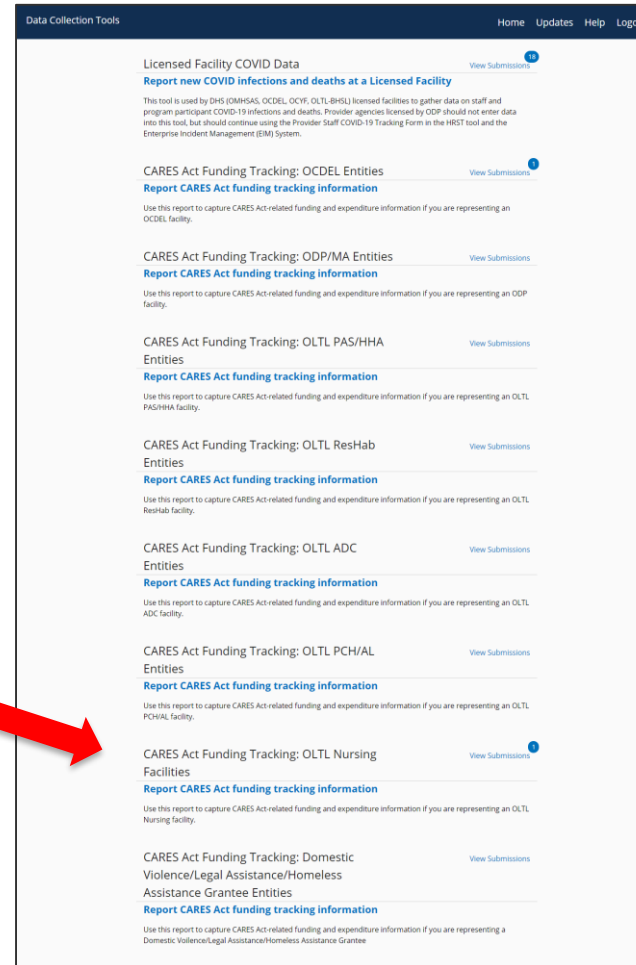 Data Collection Tools
Home Updates Help Logo
Licensed Facility COVID Data
View Submissions 18
Report new COVID infections and deaths at a Licensed Facility
This tool is used by DHS (OMHSAS, OCDEL, OCYF, OLTL-BHSL) licensed facilities to gather data on staff and
program participant COVID-19 infections and deaths. Provider agencies licensed by ODP should not enter data
into this tool, but should continue using the Provider Staff COVID-19 Tracking Form in the HRST tool and the
Enterprise Incident Management (EIM) System.
CARES Act Funding Tracking: OCDEL Entities
View Submissions 1
Report CARES Act funding tracking information
Use this report to capture CARES Act-related funding and expenditure information if you are representing an
OCDEL facility.
CARES Act Funding Tracking: ODP/MA Entities
View Submissions
Report CARES Act funding tracking information
Use this report to capture CARES Act-related funding and expenditure information if you are representing an ODP
facility.
CARES Act Funding Tracking: OLTL PAS/HHA
Entities
View Submissions
Report CARES Act funding tracking information
Use this report to capture CARES Act-related funding and expenditure information if you are representing an OLTL
PAS/HHA facility.
CARES Act Funding Tracking: OLTL ResHab
Entities
View Submissions
Report CARES Act funding tracking information
Use this report to capture CARES Act-related funding and expenditure information if you are representing an OLTL
ResHab facility.
CARES Act Funding Tracking: OLTL ADC
Entities
View Submissions
Report CARES Act funding tracking information
Use this report to capture CARES Act-related funding and expenditure information if you are representing an OLTL
ADC facility.
CARES Act Funding Tracking: OLTL PCH/AL
Entities
View Submissions
Report CARES Act funding tracking information
Use this report to capture CARES Act-related funding and expenditure information if you are representing an OLTL
PCH/AL facility.
CARES Act Funding Tracking: OLTL Nursing
Facilities
View Submissions 1
Report CARES Act funding tracking information
Use this report to capture CARES Act-related funding and expenditure information if you are representing an OLTL
Nursing facility.
CARES Act Funding Tracking: Domestic
Violence/Legal Assistance/Homeless
Assistance Grantee Entities
View Submissions
Report CARES Act funding tracking information
Use this report to capture CARES Act-related funding and expenditure information if you are representing a
Domestic Voilence/Legal Assistance/Homeless Assistance Grantee